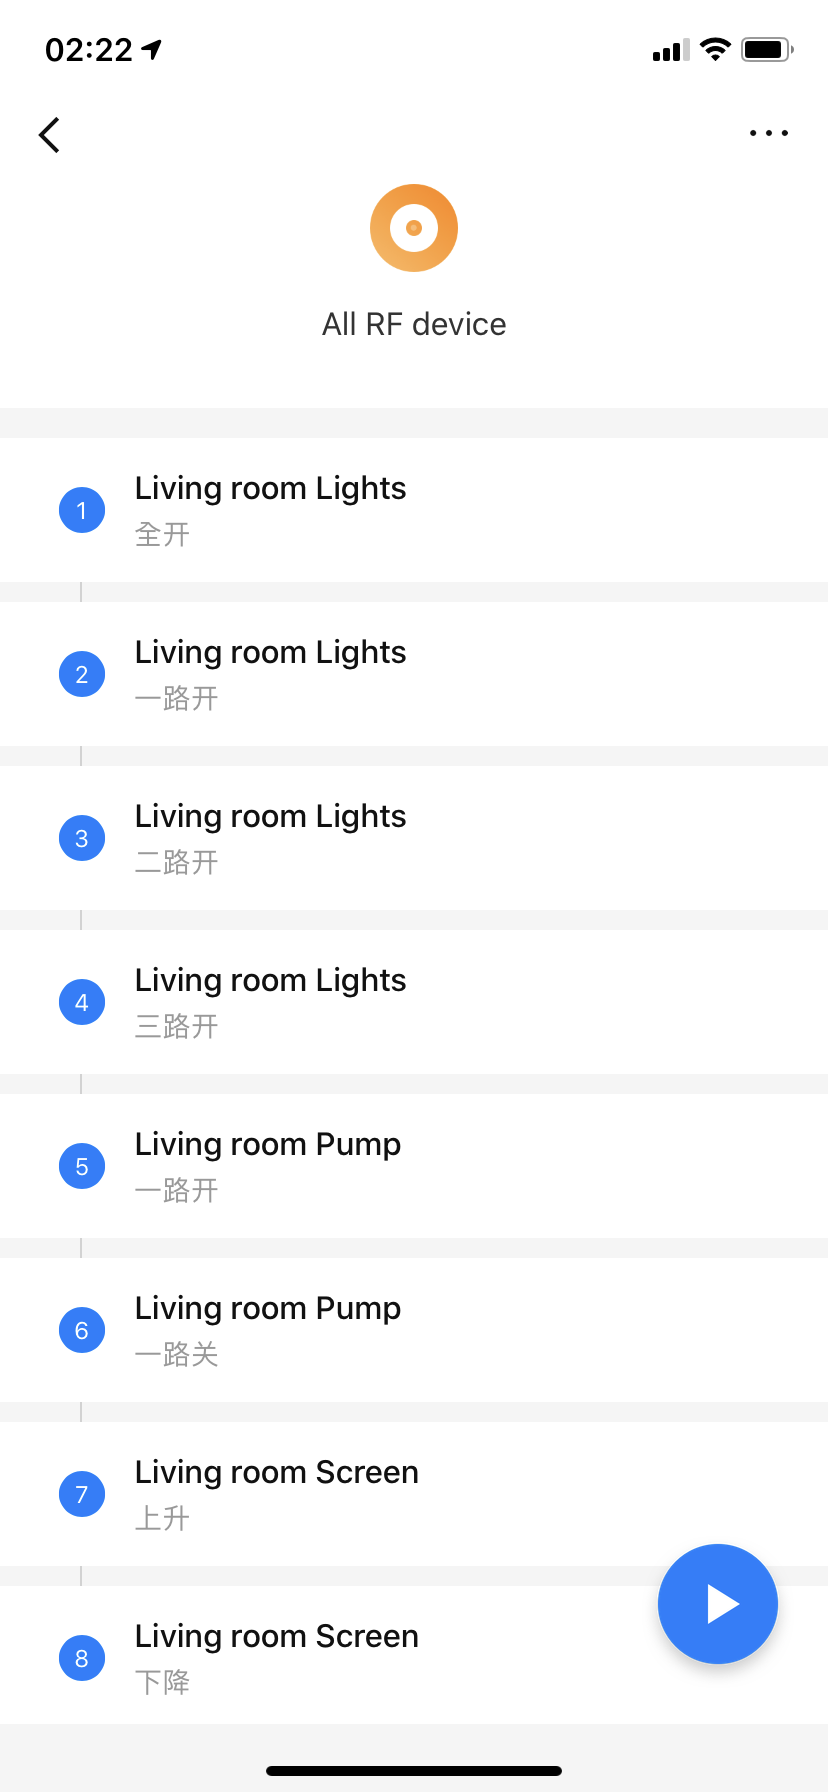 02:22
All RF device
1
Living room Lights
全开
2
Living room Lights
一路开
3
Living room Lights
二路开
4
Living room Lights
三路开
5
Living room Pump
一路开
6
Living room Pump
一路关
7
Living room Screen
上升
8
Living room Screen
下降